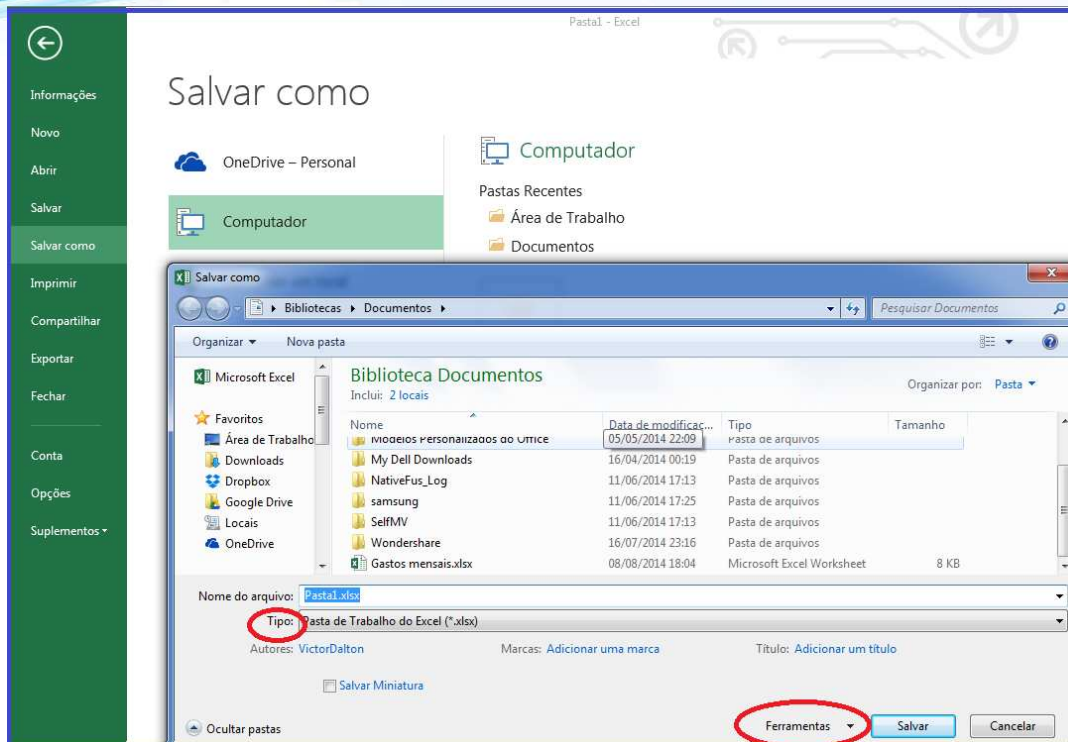 Pasta1 - Excel
Informações
Novo
Abrir
Salvar
Salvar como
Imprimir
Compartilhar
Exportar
Fechar
Conta
Opções
Suplementos
Salvar como
OneDrive – Personal
Computador
Computador
Pastas Recentes
Área de Trabalho
Documentos
Salvar como
Bibliotecas Documentos
Pesquisar Documentos
Organizar Nova pasta
Microsoft Excel
Favoritos
Área de Trabalho
Downloads
Dropbox
Google Drive
Locais
OneDrive
Biblioteca Documentos
Inclui: 2 locais
Organizar por: Pasta
Nome Data de modificaç... Tipo Tamanho
Modelos Personalizados do Office 05/05/2014 22:09 Pasta de arquivos
My Dell Downloads 16/04/2014 00:19 Pasta de arquivos
NativeFus_Log 11/06/2014 17:13 Pasta de arquivos
samsung 11/06/2014 17:25 Pasta de arquivos
SelfMV 11/06/2014 17:13 Pasta de arquivos
Wondershare 16/07/2014 23:16 Pasta de arquivos
Gastos mensais.xlsx 08/08/2014 18:04 Microsoft Excel Worksheet 8 KB
Nome do arquivo: Pasta1.xlsx
Tipo: Pasta de Trabalho do Excel (*.xlsx)
Autores: VictorDalton Marcas: Adicionar uma marca Título: Adicionar um título
Salvar Miniatura
Ocultar pastas Ferramentas Salvar Cancelar